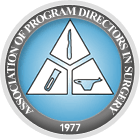 ASSOCIATION OF PROGRAM DIRECTORS IN SURGERY
1977